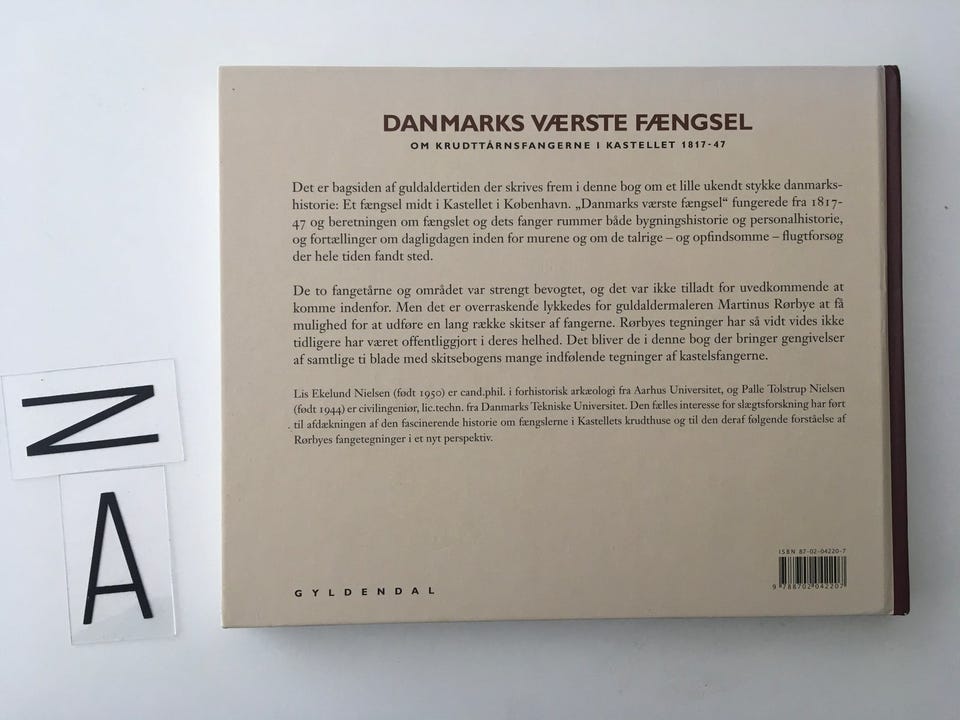 DANMARKS VÆRSTE FÆNGSEL
OM KRUDTTÅRNSFANGERNE I KASTELLET 1817-47
Det er bagsiden af guldaldertiden der skrives frem i denne bog om et lille ukendt stykke danmarks-
historie: Et fængsel midt i Kastellet i København. „Danmarks værste fængsel“ fungerede fra 1817-
47 og beretningen om fængslet og dets fanger rummer både bygningshistorie og personalhistorie,
og fortællinger om dagligdagen inden for murene og om de talrige – og opfindsomme – flugtforsøg
der hele tiden fandt sted.
De to fangetårne og området var strengt bevogtet, og det var ikke tilladt for uvedkommende at
komme indenfor. Men det er overraskende lykkedes for guldaldermaleren Martinus Rørbye at få
mulighed for at udføre en lang række skitser af fangerne. Rørbyes tegninger har så vidt vides ikke
tidligere har været offentliggjort i deres helhed. Det bliver de i denne bog der bringer gengivelser
af samtlige ti blade med skitsebogens mange indfølende tegninger af kastelsfangerne.
Lis Ekelund Nielsen (født 1950) er cand.phil. i forhistorisk arkæologi fra Aarhus Universitet, og Palle Tolstrup Nielsen
(født 1944) er civilingeniør, lic.techn. fra Danmarks Tekniske Universitet. Den fælles interesse for slægtsforskning har ført
til afdækningen af den fascinerende historie om fængslerne i Kastellets krudthuse og til den deraf følgende forståelse af
Rørbyes fangetegninger i et nyt perspektiv.
ISBN 87-02-04220-7
9 788702 042207
GYLDENDAL
Z
A